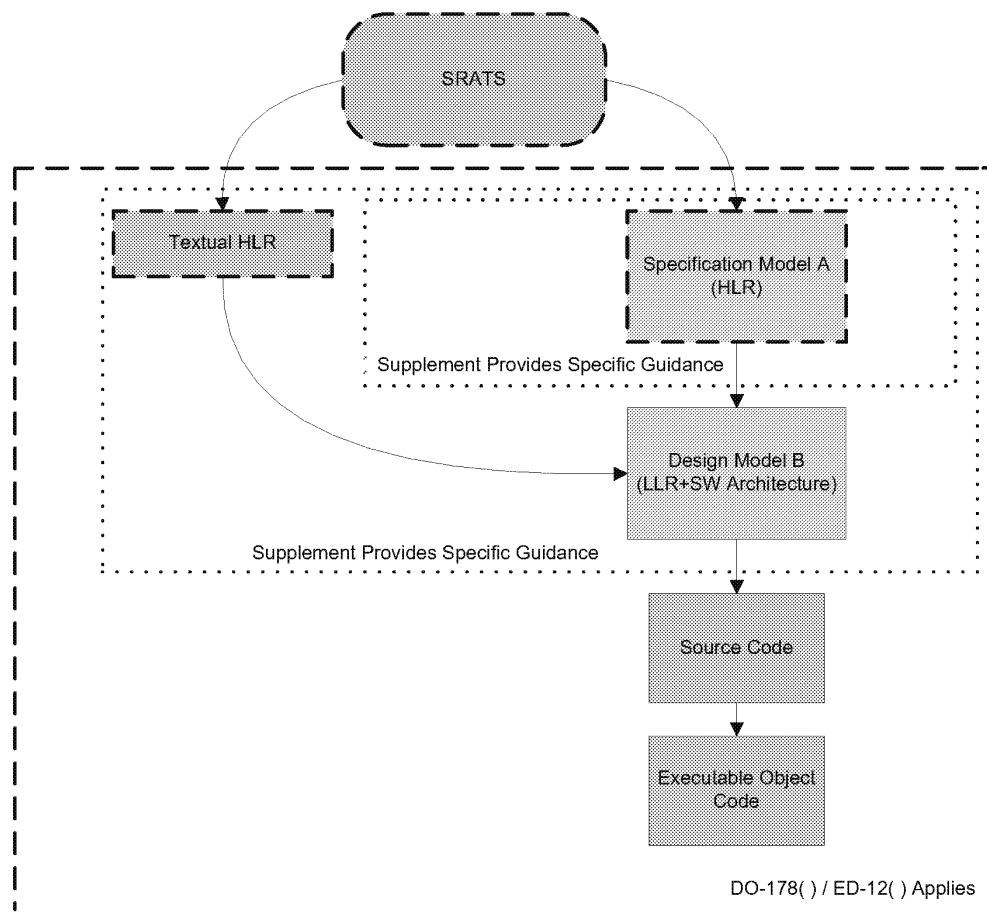 SRATS
Textual HLR
Specification Model A
(HLR)
Supplement Provides Specific Guidance
Design Model B
(LLR+SW Architecture)
Supplement Provides Specific Guidance
Source Code
Executable Object
Code
DO-178( ) / ED-12( ) Applies